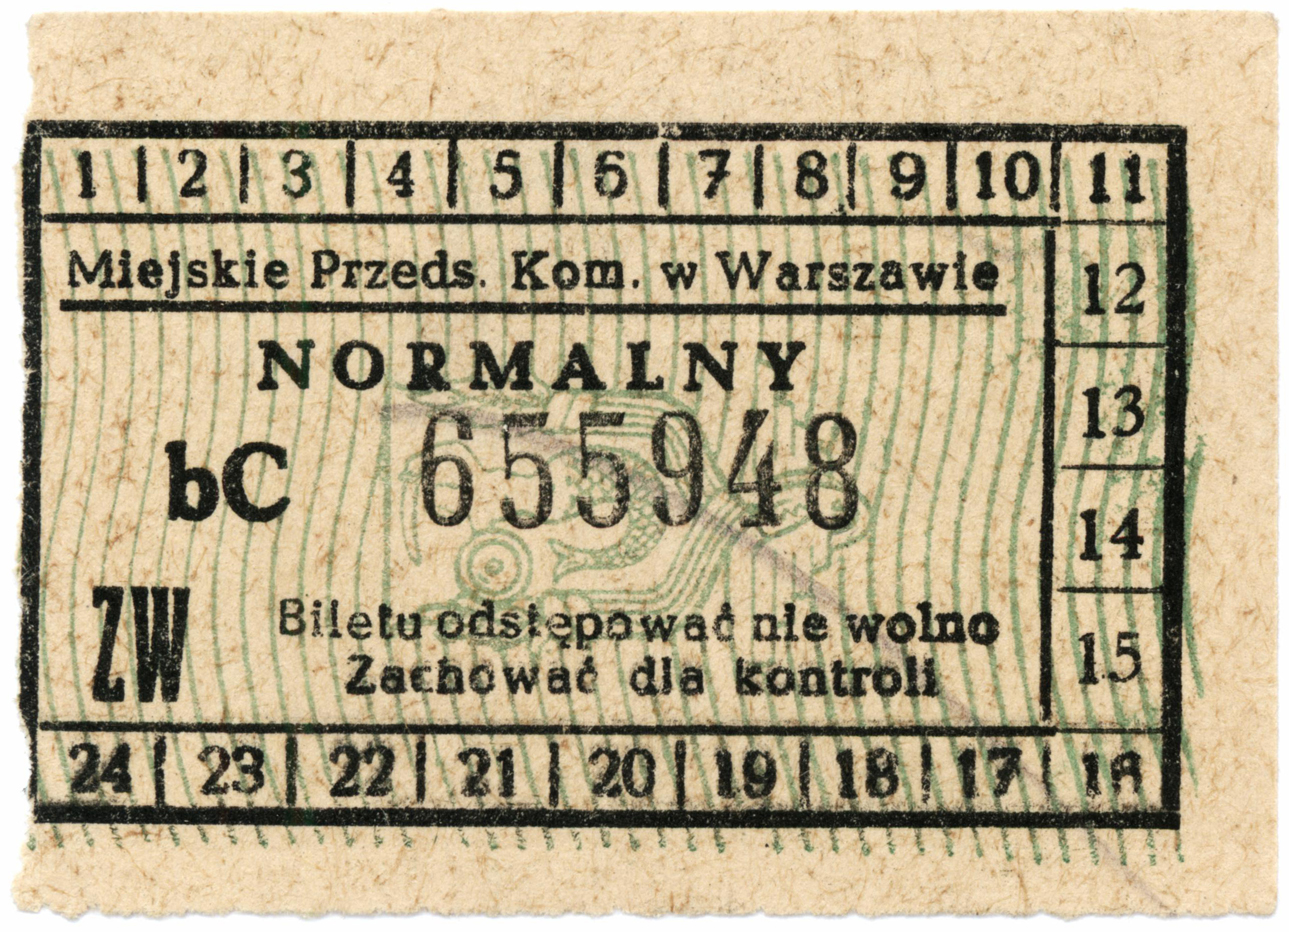 1 2 3 4 5 6 7 8 9 10 11
Miejskie Przeds. Kom. w Warszawie
12
NORMALNY
13
bC 655948
14
ZW
Biletu odstępować nie wolno
15
Zachować dla kontroli
24 23 22 21 20 19 18 17 16